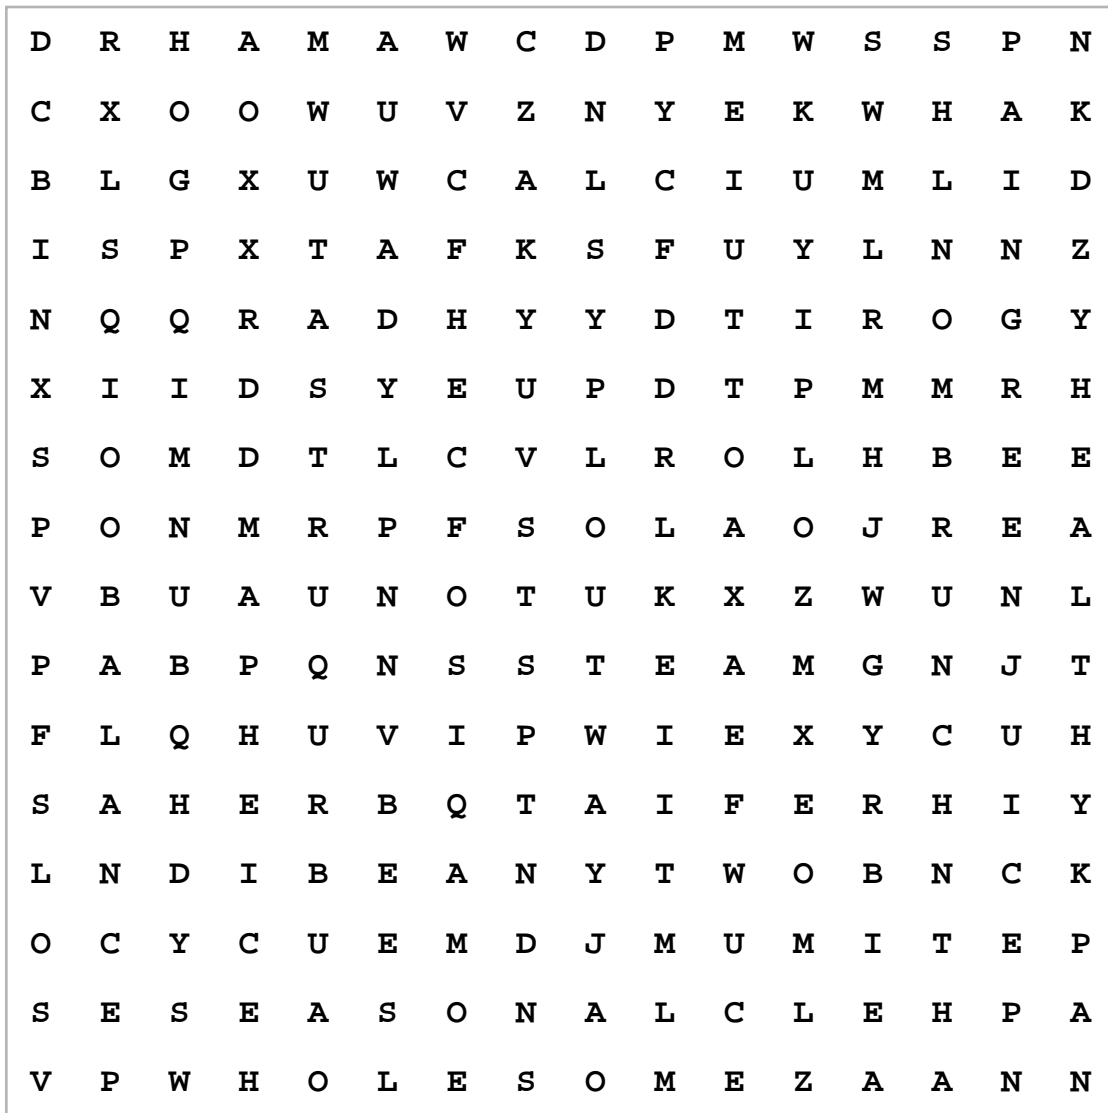 D R H A M A W C D P M W S S P N
C X O O W U V Z N Y E K W H A K
B L G X U W C A L C I U M L I D
I S P X T A F K S F U Y L N N Z
N Q Q R A D H Y Y D T I R O G Y
X I I D S Y E U P D T P M M R H
S O M D T L C V L R O L H B E E
P O N M R P F S O L A O J R E A
V B U A U N O T U K X Z W U N L
P A B P Q N S S T E A M G N J T
F L Q H U V I P W I E X Y C U H
S A H E R B Q T A I F E R H I Y
L N D I B E A N Y T W O B N C K
O C Y C U E M D J M U M I T E P
S E S E A S O N A L C L E H P A
V P W H O L E S O M E Z A A N N